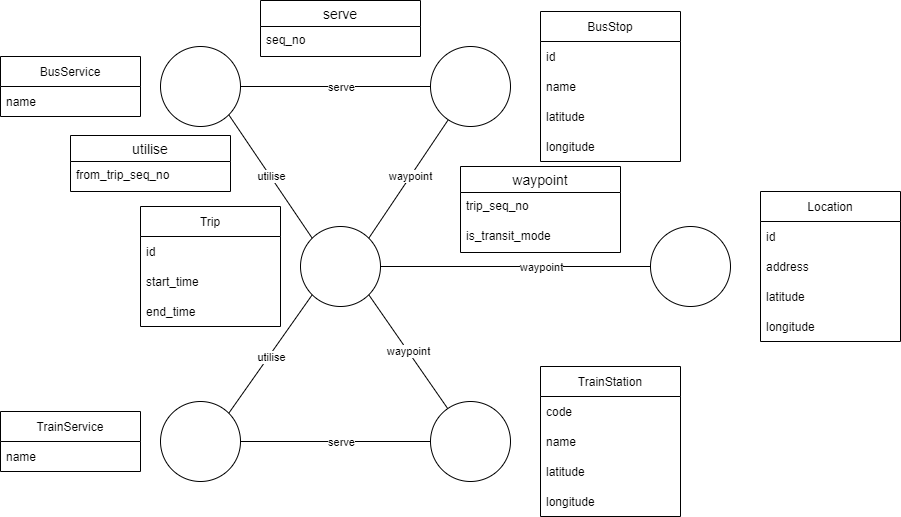 serve
seq_no
BusStop
id
name
latitude
longitude
BusService
name
serve
utilise
from_trip_seq_no
utilise
waypoint
waypoint
trip_seq_no
is_transit_mode
Trip
id
start_time
end_time
Location
id
address
latitude
longitude
waypoint
utilise
waypoint
TrainStation
code
name
latitude
longitude
TrainService
name
serve